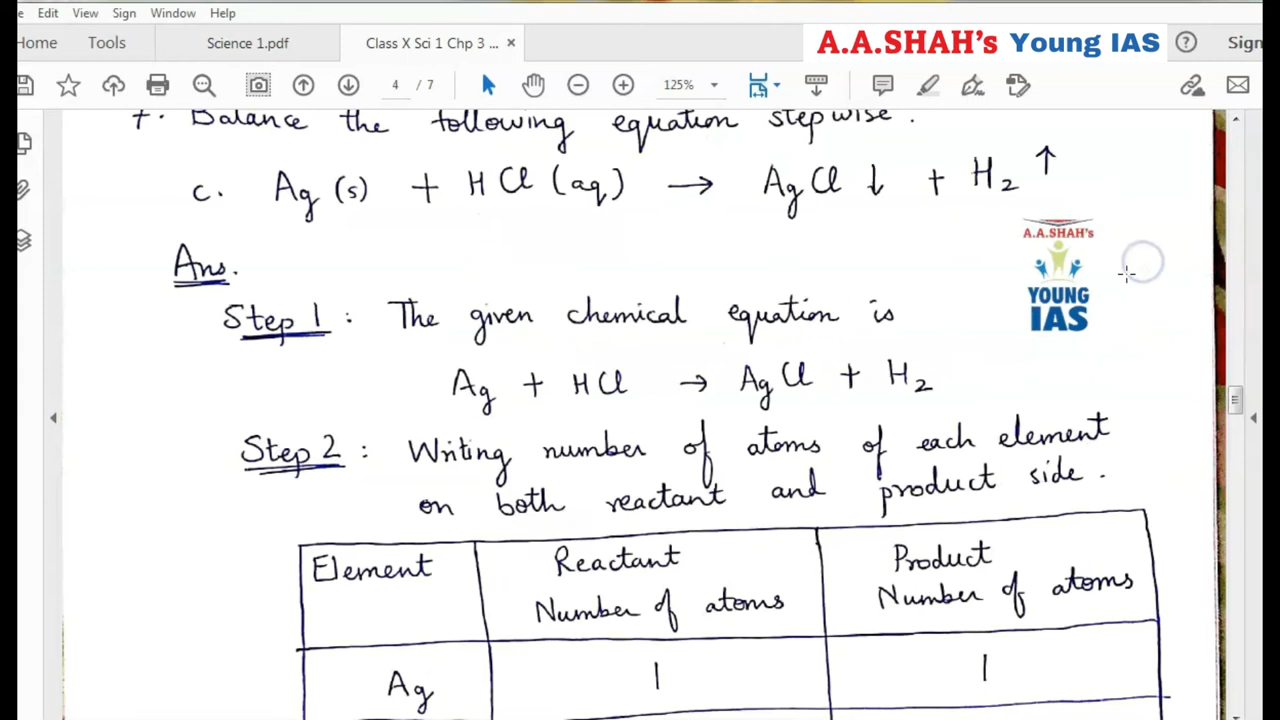 Edit View Sign Window Help
Home Tools Science 1.pdf Class X Sci 1 Chp 3 ... × A.A.SHAH's Young IAS ? Sign
4 / 7 125%
7. Balance the following equation stepwise.
c. Ag (s) + HCl (aq) → AgCl ↓ + H₂ ↑
A.A.SHAH's
YOUNG
IAS
Ans.
Step 1 : The given chemical equation is
Ag + HCl → AgCl + H₂
Step 2 : Writing number of atoms of each element
on both reactant and product side.
Element Reactant Product
Number of atoms Number of atoms
Ag 1 1